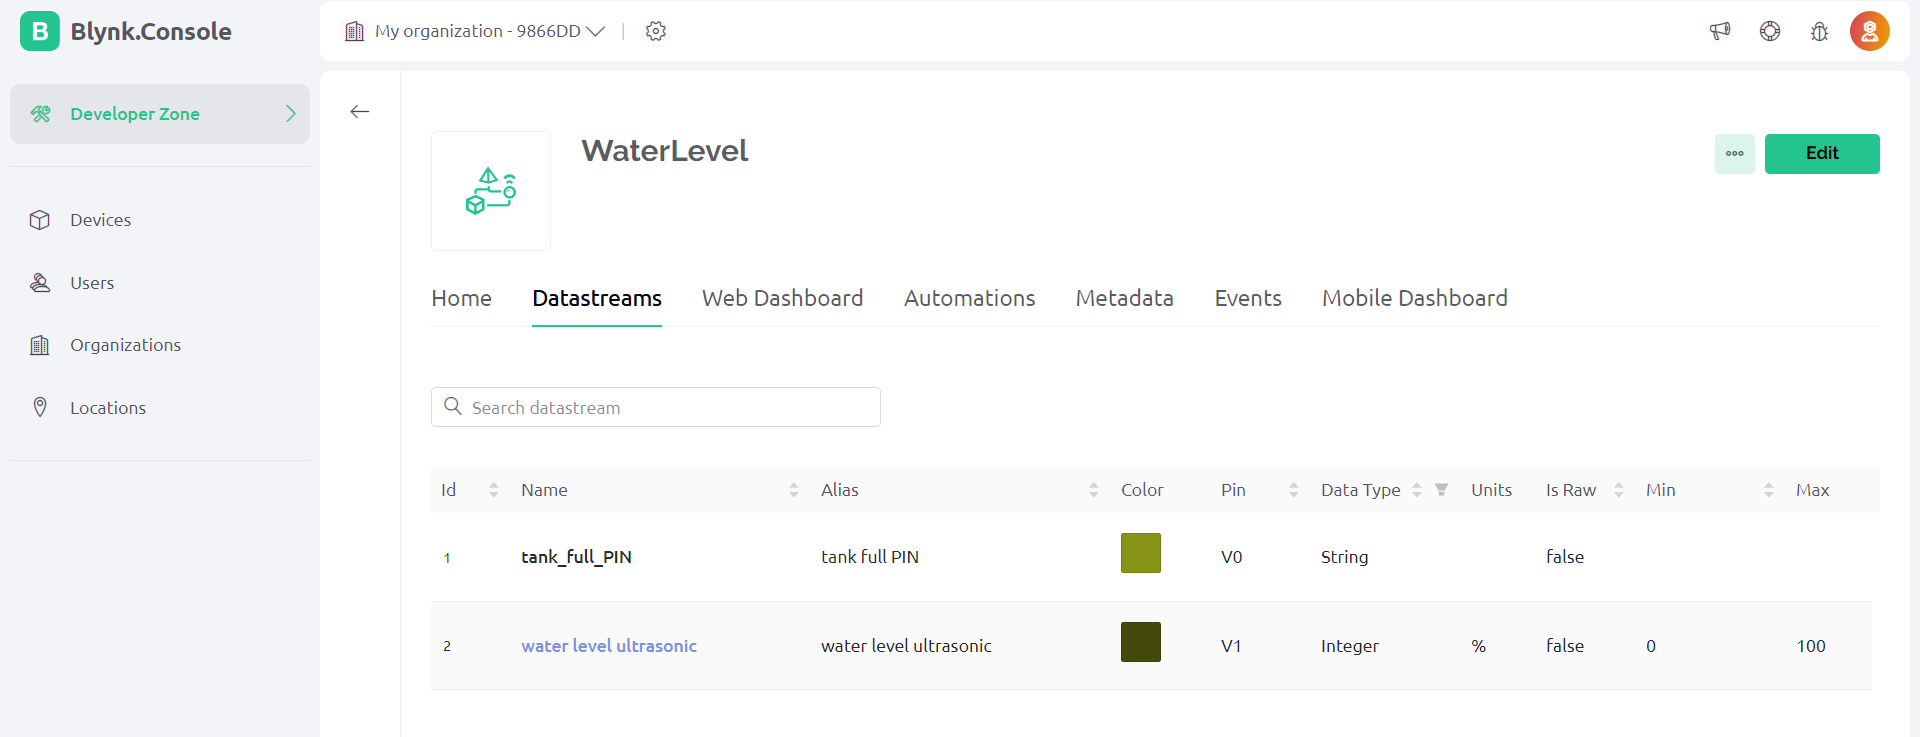 B Blynk.Console
My organization - 9866DD
Developer Zone
Devices
Users
Organizations
Locations
WaterLevel
Edit
Home Datastreams Web Dashboard Automations Metadata Events Mobile Dashboard
Search datastream
Id Name Alias Color Pin Data Type Units Is Raw Min Max
1 tank_full_PIN tank full PIN V0 String false
2 water level ultrasonic water level ultrasonic V1 Integer % false 0 100